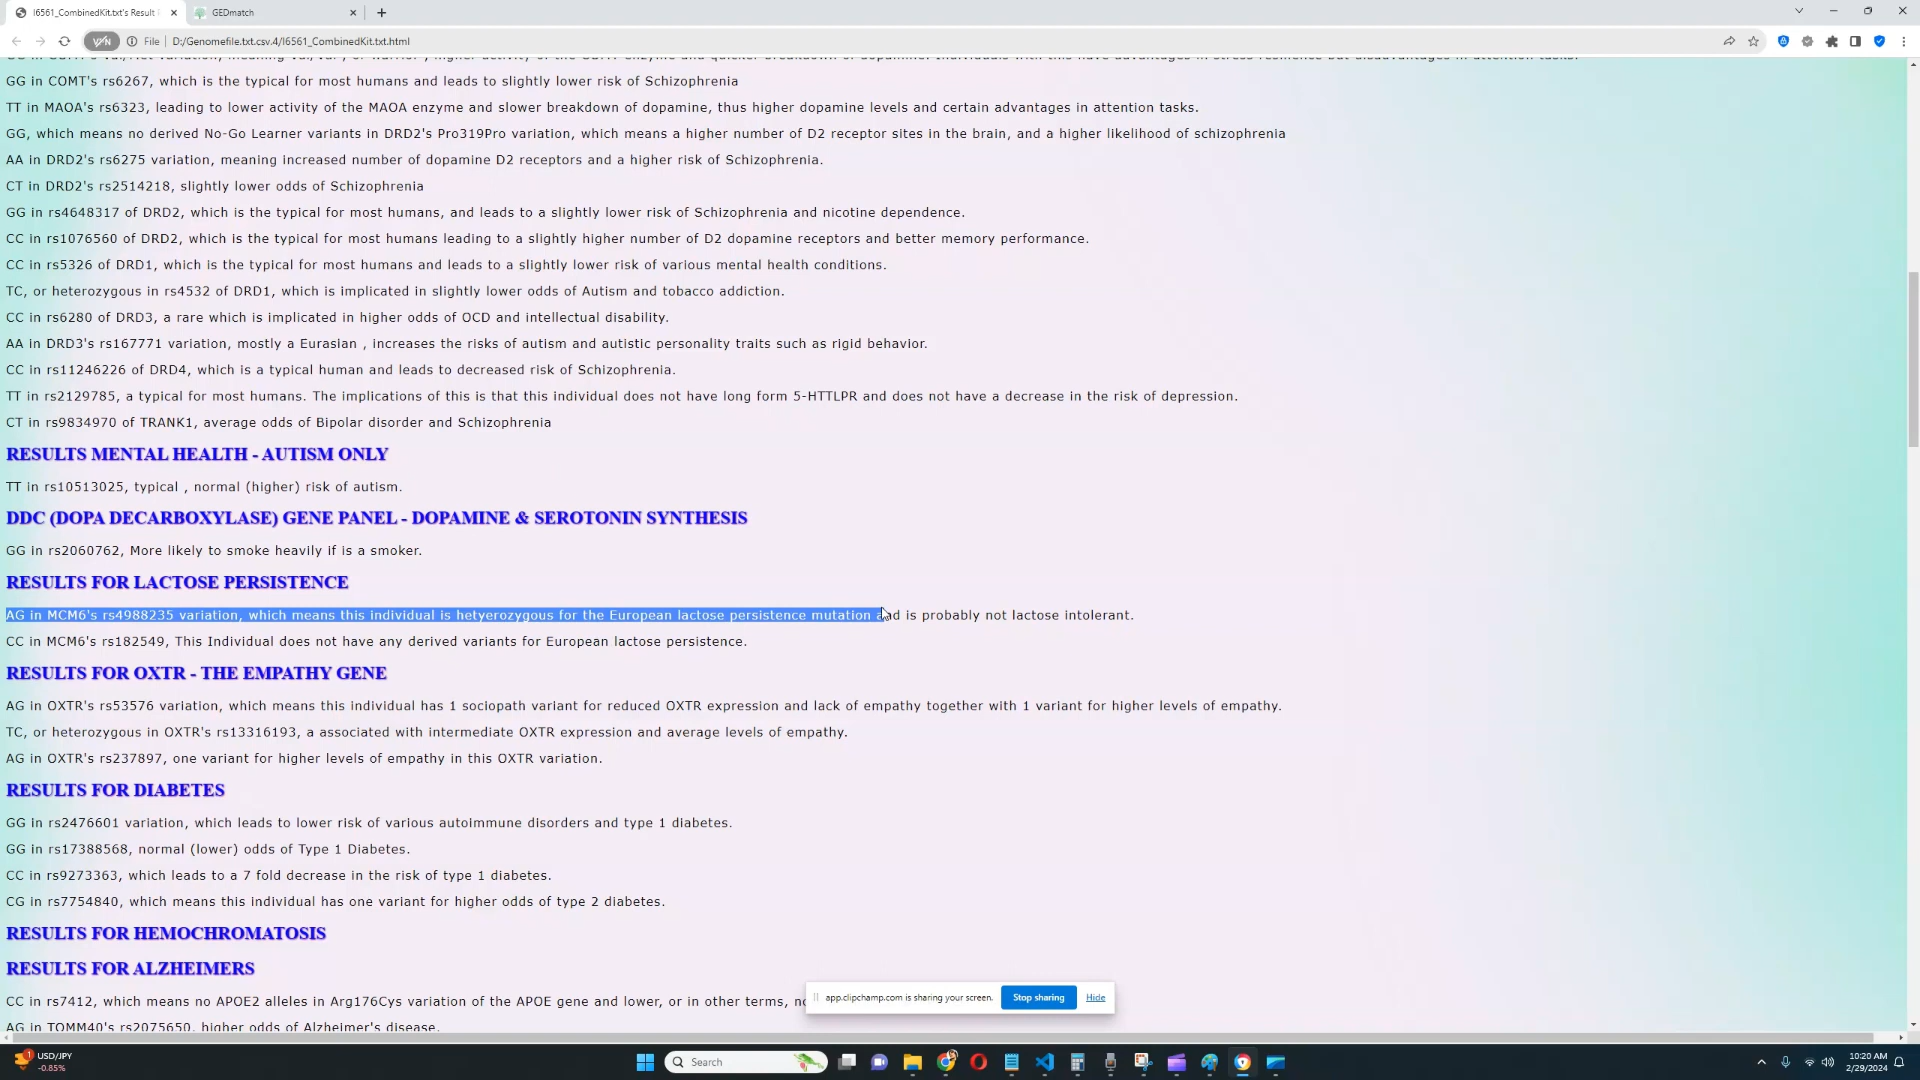 I6561_CombinedKit.txt's Result
GEDmatch
File D:/Genomefile.txt.csv.4/I6561_CombinedKit.txt.html
GG in COMT's rs6267, which is the typical for most humans and leads to slightly lower risk of Schizophrenia
TT in MAOA's rs6323, leading to lower activity of the MAOA enzyme and slower breakdown of dopamine, thus higher dopamine levels and certain advantages in attention tasks.
GG, which means no derived No-Go Learner variants in DRD2's Pro319Pro variation, which means a higher number of D2 receptor sites in the brain, and a higher likelihood of schizophrenia
AA in DRD2's rs6275 variation, meaning increased number of dopamine D2 receptors and a higher risk of Schizophrenia.
CT in DRD2's rs2514218, slightly lower odds of Schizophrenia
GG in rs4648317 of DRD2, which is the typical for most humans, and leads to a slightly lower risk of Schizophrenia and nicotine dependence.
CC in rs1076560 of DRD2, which is the typical for most humans leading to a slightly higher number of D2 dopamine receptors and better memory performance.
CC in rs5326 of DRD1, which is the typical for most humans and leads to a slightly lower risk of various mental health conditions.
TC, or heterozygous in rs4532 of DRD1, which is implicated in slightly lower odds of Autism and tobacco addiction.
CC in rs6280 of DRD3, a rare which is implicated in higher odds of OCD and intellectual disability.
AA in DRD3's rs167771 variation, mostly a Eurasian , increases the risks of autism and autistic personality traits such as rigid behavior.
CC in rs11246226 of DRD4, which is a typical human and leads to decreased risk of Schizophrenia.
TT in rs2129785, a typical for most humans. The implications of this is that this individual does not have long form 5-HTTLPR and does not have a decrease in the risk of depression.
CT in rs9834970 of TRANK1, average odds of Bipolar disorder and Schizophrenia
RESULTS MENTAL HEALTH - AUTISM ONLY
TT in rs10513025, typical , normal (higher) risk of autism.
DDC (DOPA DECARBOXYLASE) GENE PANEL - DOPAMINE & SEROTONIN SYNTHESIS
GG in rs2060762, More likely to smoke heavily if is a smoker.
RESULTS FOR LACTOSE PERSISTENCE
AG in MCM6's rs4988235 variation, which means this individual is hetyerozygous for the European lactose persistence mutation and is probably not lactose intolerant.
CC in MCM6's rs182549, This Individual does not have any derived variants for European lactose persistence.
RESULTS FOR OXTR - THE EMPATHY GENE
AG in OXTR's rs53576 variation, which means this individual has 1 sociopath variant for reduced OXTR expression and lack of empathy together with 1 variant for higher levels of empathy.
TC, or heterozygous in OXTR's rs13316193, a associated with intermediate OXTR expression and average levels of empathy.
AG in OXTR's rs237897, one variant for higher levels of empathy in this OXTR variation.
RESULTS FOR DIABETES
GG in rs2476601 variation, which leads to lower risk of various autoimmune disorders and type 1 diabetes.
GG in rs17388568, normal (lower) odds of Type 1 Diabetes.
CC in rs9273363, which leads to a 7 fold decrease in the risk of type 1 diabetes.
CG in rs7754840, which means this individual has one variant for higher odds of type 2 diabetes.
RESULTS FOR HEMOCHROMATOSIS
RESULTS FOR ALZHEIMERS
CC in rs7412, which means no APOE2 alleles in Arg176Cys variation of the APOE gene and lower, or in other terms,
AG in TOMM40's rs2075650, higher odds of Alzheimer's disease.
app.clipchamp.com is sharing your screen. Stop sharing Hide
USD/JPY
-0.85%
Search
10:20 AM
2/29/2024